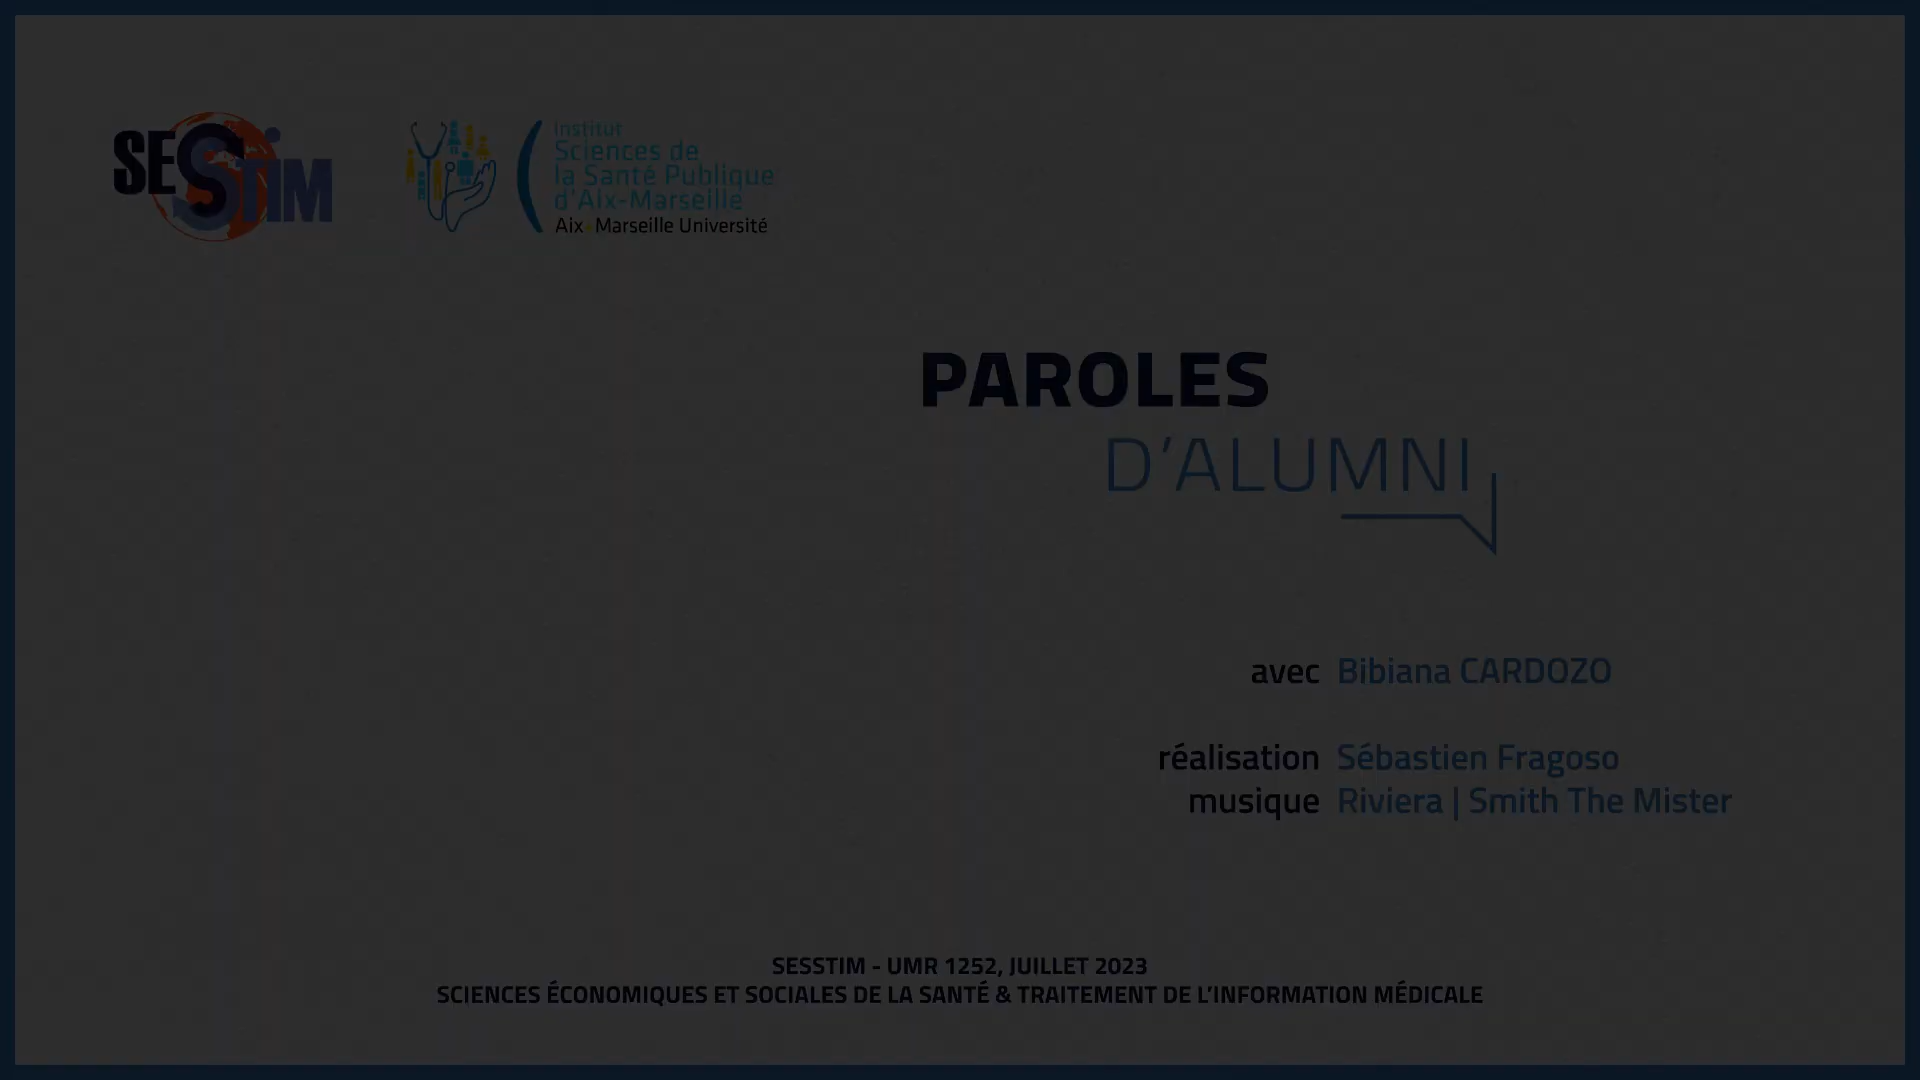 SESSTIM
Institut
Sciences de
la Santé Publique
d'Aix-Marseille
Aix Marseille Université
PAROLES
D'ALUMNI
avec Bibiana CARDOZO
réalisation Sébastien Fragoso
musique Riviera | Smith The Mister
SESSTIM - UMR 1252, JUILLET 2023
SCIENCES ÉCONOMIQUES ET SOCIALES DE LA SANTÉ & TRAITEMENT DE L'INFORMATION MÉDICALE